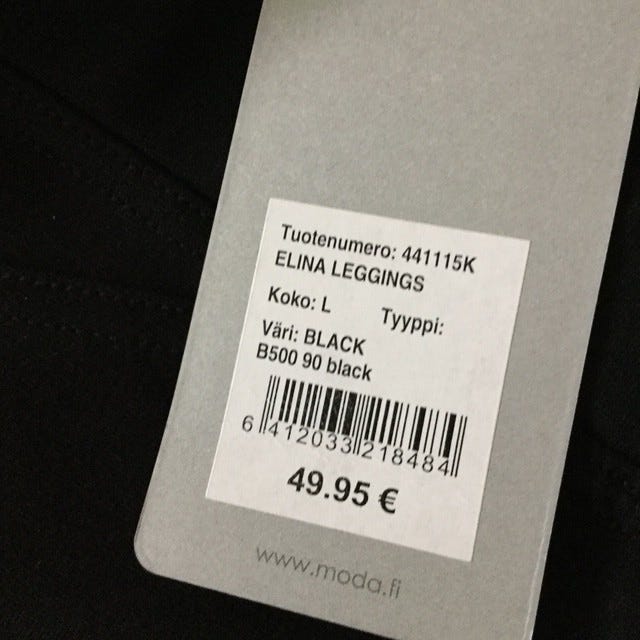 Tuotenumero: 441115K
ELINA LEGGINGS
Koko: L Tyyppi:
Väri: BLACK
B500 90 black
6 412033 218484
49.95 €
www.moda.fi